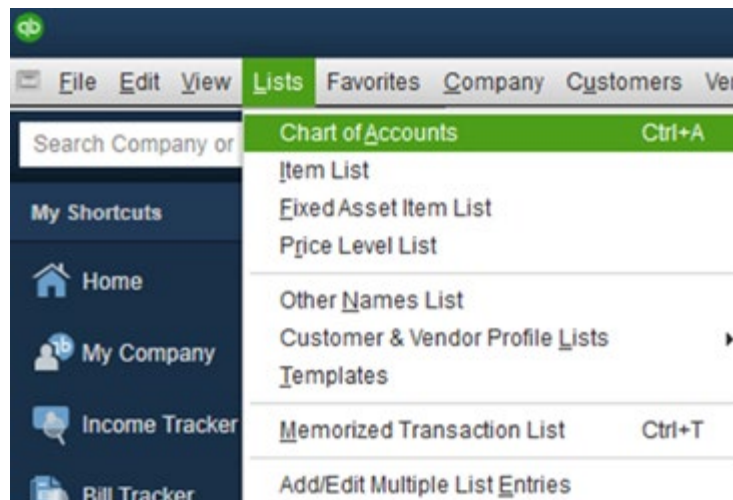 qb
File Edit View Lists Favorites Company Customers
Search Company or
Chart of Accounts Ctrl+A
Item List
Fixed Asset Item List
Price Level List
Other Names List
Customer & Vendor Profile Lists
Templates
Memorized Transaction List Ctrl+T
Add/Edit Multiple List Entries
My Shortcuts
Home
My Company
Income Tracker
Bill Tracker